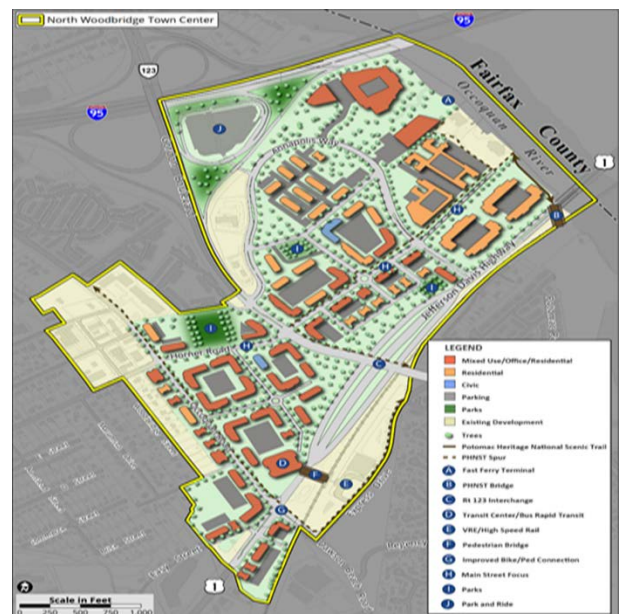 North Woodbridge Town Center
95
123
95
Fairfax
County
Occoquan
River
1
A
J
Annapolis Way
H
B
I
H
I
Jefferson Davis Highway
I
H
Horner Road
C
D
F
E
G
1
LEGEND
Mixed Use/Office/Residential
Residential
Civic
Parking
Parks
Existing Development
Trees
Potomac Heritage National Scenic Trail
PHNST Spur
A Fast Ferry Terminal
B PHNST Bridge
C Rt 123 Interchange
D Transit Center/Bus Rapid Transit
E VRE/High Speed Rail
F Pedestrian Bridge
G Improved Bike/Ped Connection
H Main Street Focus
I Parks
J Park and Ride
Scale in Feet
0 250 500 750 1,000